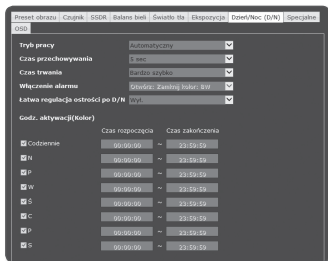 Preset obrazu Czujnik SSDR Balans bieli Światło tła Ekspozycja Dzień/Noc (D/N) Specjalne
OSD
Tryb pracy Automatyczny
Czas przechowywania 5 sec
Czas trwania Bardzo szybko
Włączenie alarmu Otwórz: Zamknij kolor: BW
Łatwa regulacja ostrości po D/N Wył.
Godz. aktywacji(Kolor)
Czas rozpoczęcia Czas zakończenia
Codziennie 00:00:00 ~ 23:59:59
N 00:00:00 ~ 23:59:59
P 00:00:00 ~ 23:59:59
W 00:00:00 ~ 23:59:59
Ś 00:00:00 ~ 23:59:59
C 00:00:00 ~ 23:59:59
P 00:00:00 ~ 23:59:59
S 00:00:00 ~ 23:59:59